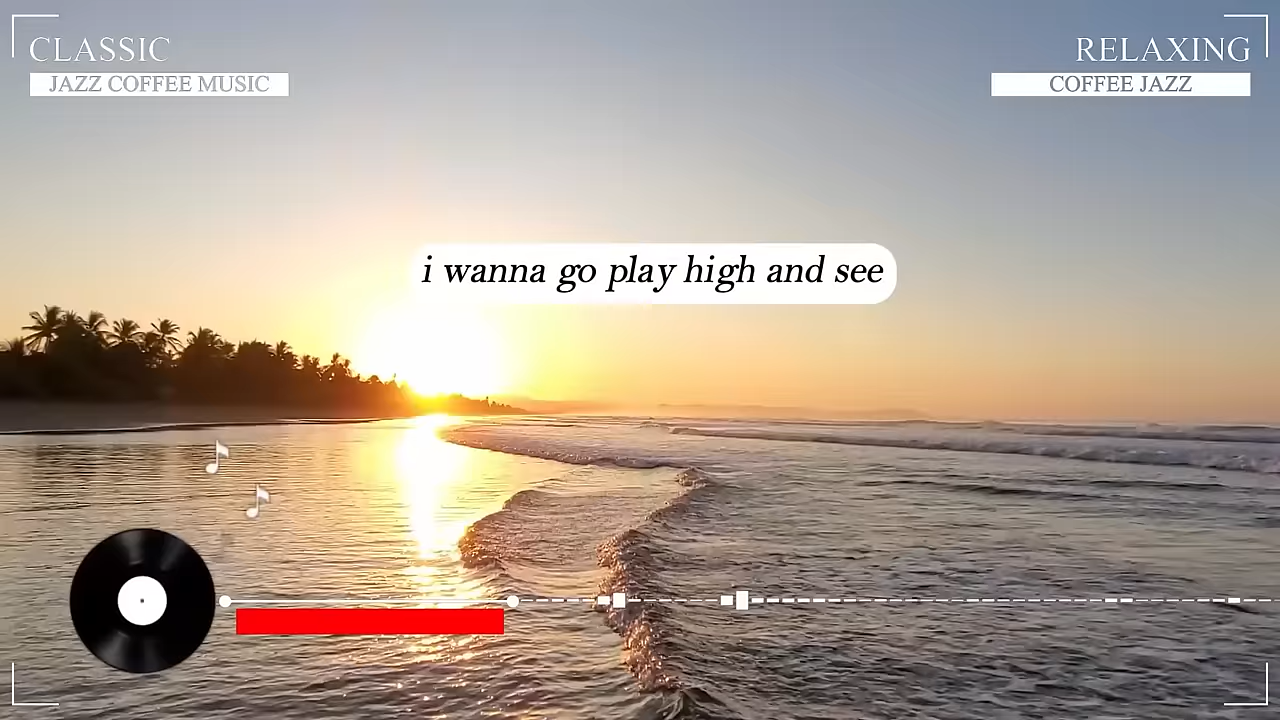 CLASSIC
JAZZ COFFEE MUSIC
RELAXING
COFFEE JAZZ
i wanna go play high and see